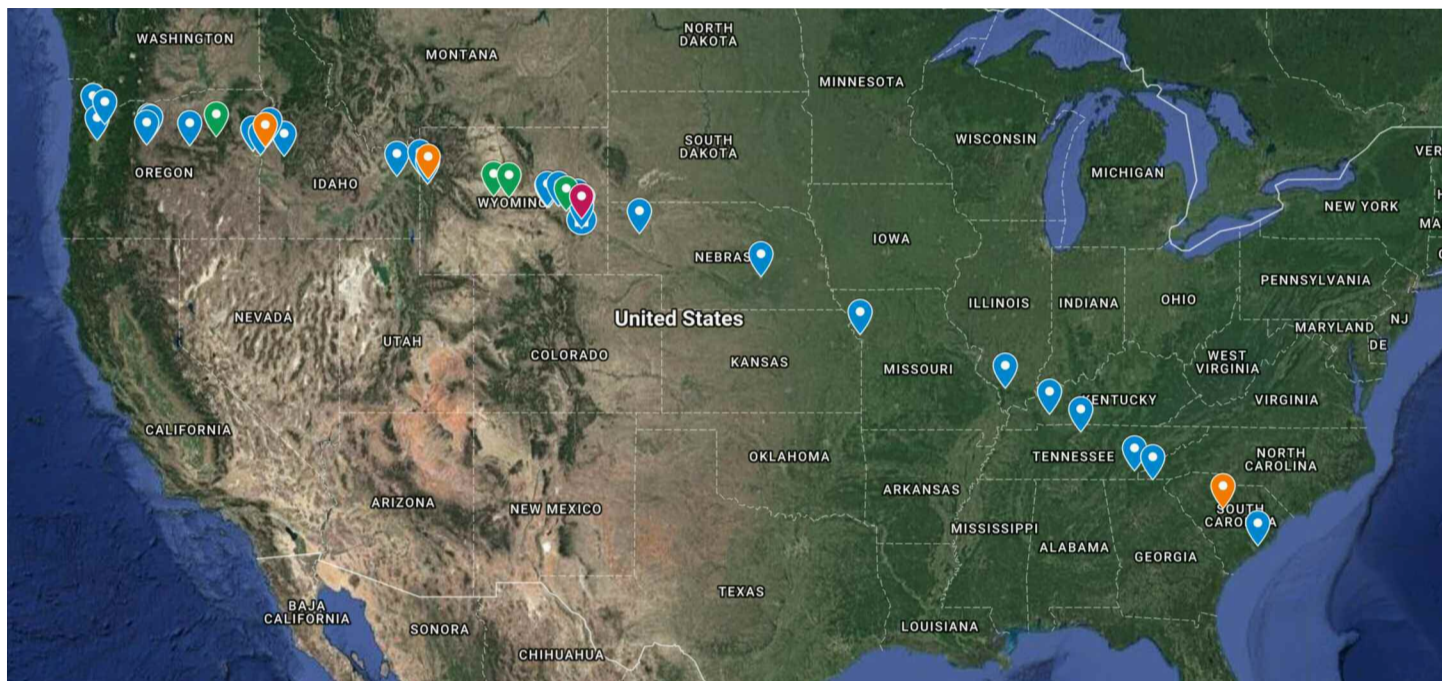 WASHINGTON
MONTANA
NORTH
DAKOTA
MINNESOTA
WISCONSIN
SOUTH
DAKOTA
MICHIGAN
VER
OREGON
IDAHO
WYOMING
NEW YORK
MA
IOWA
NEBRAS
PENNSYLVANIA
ILLINOIS
INDIANA
OHIO
NEVADA
United States
MARYLAND
NJ
DE
UTAH
COLORADO
KANSAS
MISSOURI
WEST
VIRGINIA
KENTUCKY
VIRGINIA
CALIFORNIA
OKLAHOMA
TENNESSEE
NORTH
CAROLINA
ARIZONA
NEW MEXICO
ARKANSAS
SOUTH
CAROLINA
MISSISSIPPI
ALABAMA
GEORGIA
TEXAS
BAJA
CALIFORNIA
SONORA
LOUISIANA
CHIHUAHUA